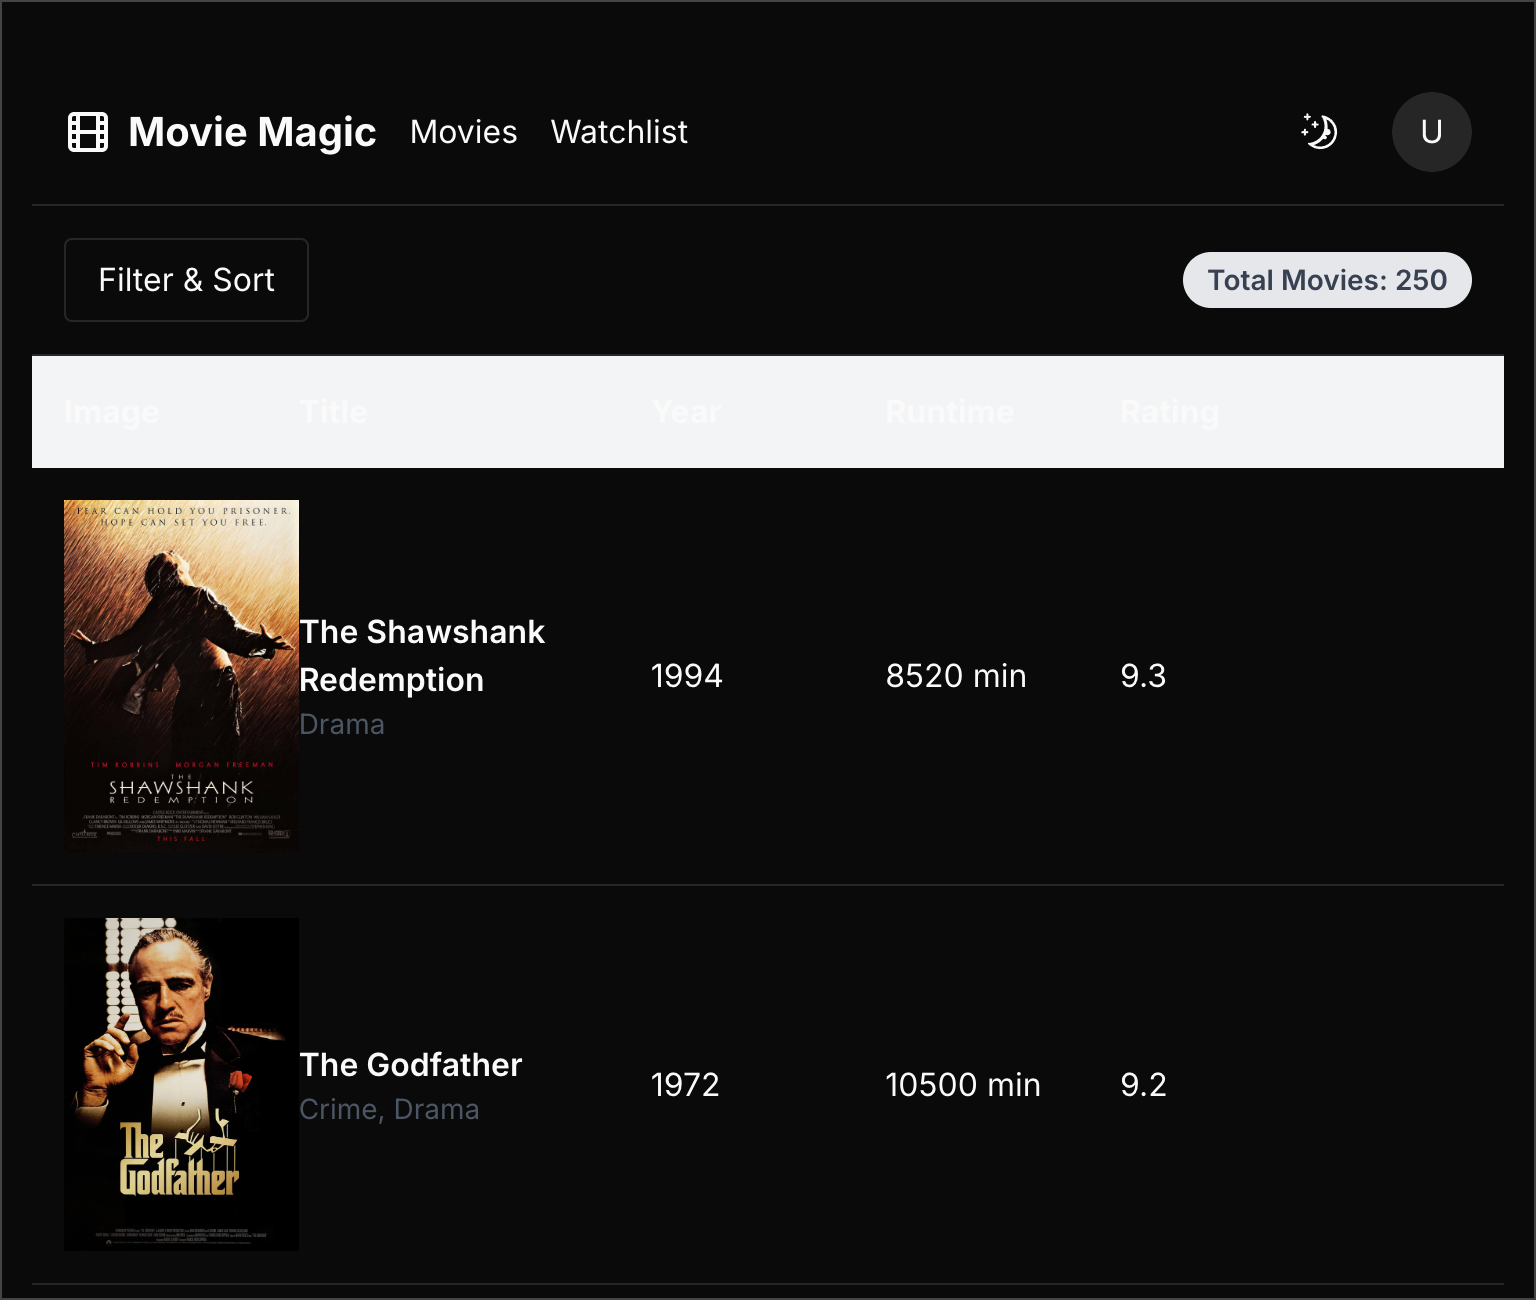 Movie Magic Movies Watchlist U
Filter & Sort Total Movies: 250
Image Title Year Runtime Rating
FEAR CAN HOLD YOU PRISONER.
HOPE CAN SET YOU FREE.
TIM ROBBINS MORGAN FREEMAN
THE
SHAWSHANK
REDEMPTION
THIS FALL
The Shawshank
Redemption
Drama
1994
8520 min
9.3
The
Godfather
The Godfather
Crime, Drama
1972
10500 min
9.2